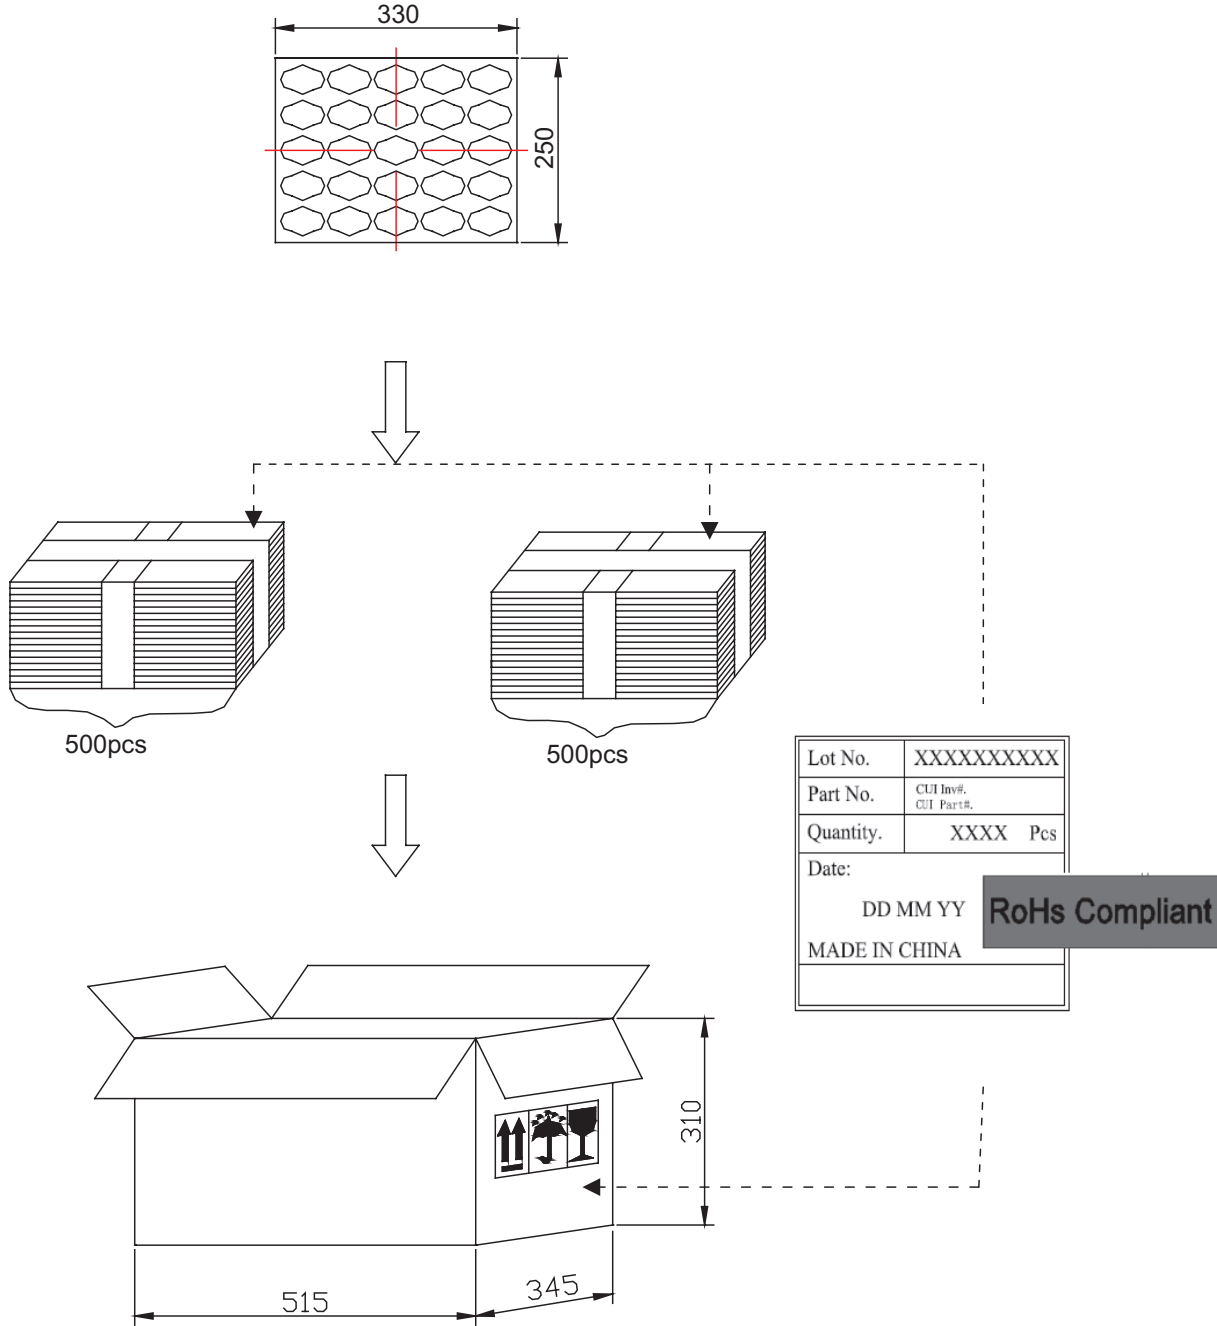 330
250
500pcs
500pcs
Lot No. XXXXXXXXXX
Part No. CUI Inv#.
CUI Part#.
Quantity. XXXX Pcs
Date:
DD MM YY
RoHs Compliant
MADE IN CHINA
310
345
515